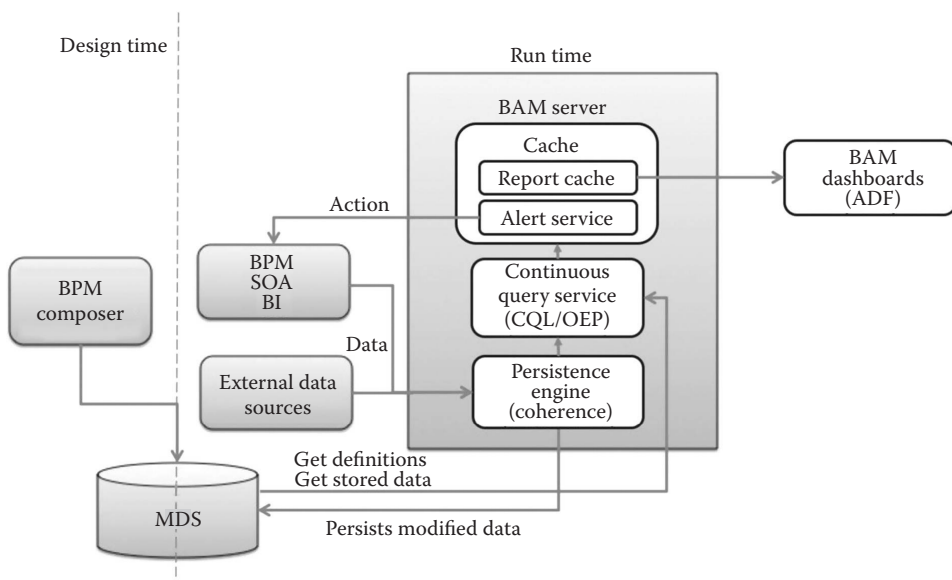 Design time
Run time
BAM server
Cache
Report cache
Alert service
BAM
dashboards
(ADF)
Action
BPM
SOA
BI
Continuous
query service
(CQL/OEP)
BPM
composer
Data
External data
sources
Persistence
engine
(coherence)
Get definitions
Get stored data
MDS
Persists modified data